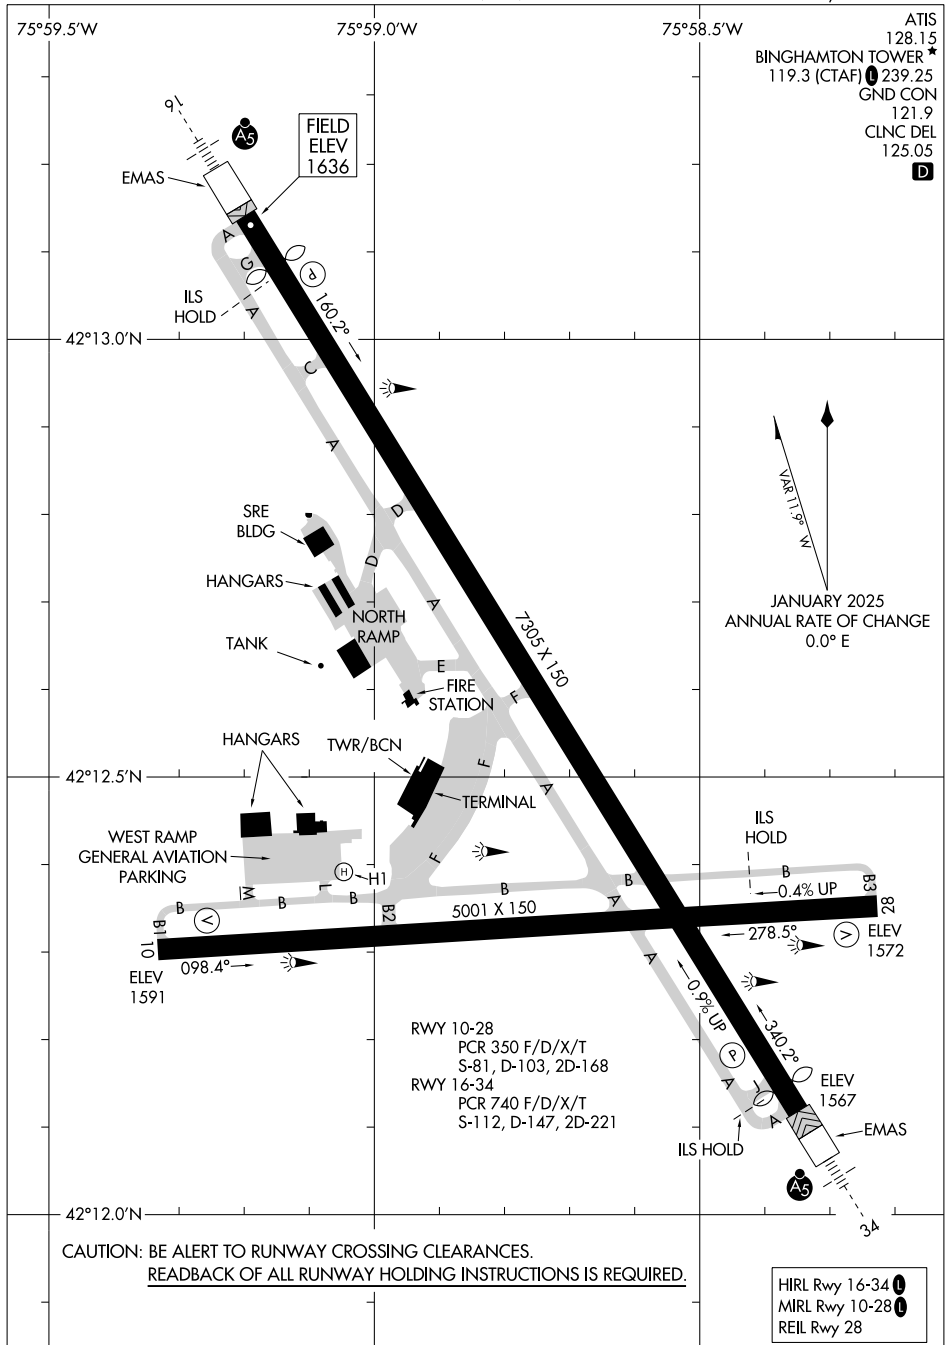 75°59.5'W
75°59.0'W
75°58.5'W
ATIS
128.15
BINGHAMTON TOWER ★
119.3 (CTAF) L 239.25
GND CON
121.9
CLNC DEL
125.05
D
16
A5
FIELD
ELEV
1636
EMAS
A
G
A
P
ILS
HOLD
160.2°
42°13.0'N
C
A
VAR 11.9° W
JANUARY 2025
ANNUAL RATE OF CHANGE
0.0° E
SRE
BLDG
D
D
HANGARS
A
NORTH
RAMP
7305 X 150
TANK
E
FIRE
STATION
F
HANGARS
TWR/BCN
F
42°12.5'N
A
TERMINAL
WEST RAMP
GENERAL AVIATION
PARKING
ILS
HOLD
F
H
H1
M
L
B
B
B
B
B
B1
B2
B3
A
0.4% UP
V
5001 X 150
10
28
098.4°
278.5°
V
ELEV
1572
ELEV
1591
A
0.9% UP
340.2°
RWY 10-28
PCR 350 F/D/X/T
S-81, D-103, 2D-168
RWY 16-34
PCR 740 F/D/X/T
S-112, D-147, 2D-221
P
A
J
A
ELEV
1567
ILS HOLD
EMAS
A5
34
42°12.0'N
CAUTION: BE ALERT TO RUNWAY CROSSING CLEARANCES.
READBACK OF ALL RUNWAY HOLDING INSTRUCTIONS IS REQUIRED.
HIRL Rwy 16-34 L
MIRL Rwy 10-28 L
REIL Rwy 28